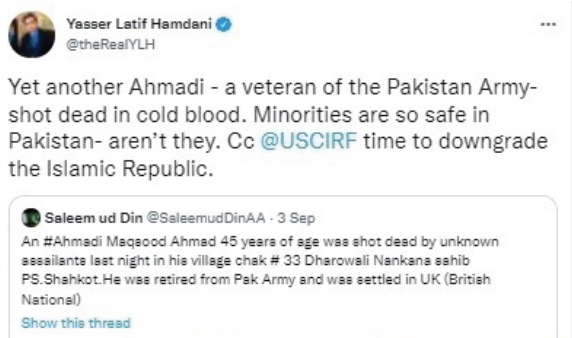 Yasser Latif Hamdani
@theRealYLH
Yet another Ahmadi - a veteran of the Pakistan Army-
shot dead in cold blood. Minorities are so safe in
Pakistan- aren't they. Cc @USCIRF time to downgrade
the Islamic Republic.
Saleem ud Din @SaleemudDinAA · 3 Sep
An #Ahmadi Maqsood Ahmad 45 years of age was shot dead by unknown
assailants last night in his village chak # 33 Dharowali Nankana sahib
PS.Shahkot.He was retired from Pak Army and was settled in UK (British
National)
Show this thread